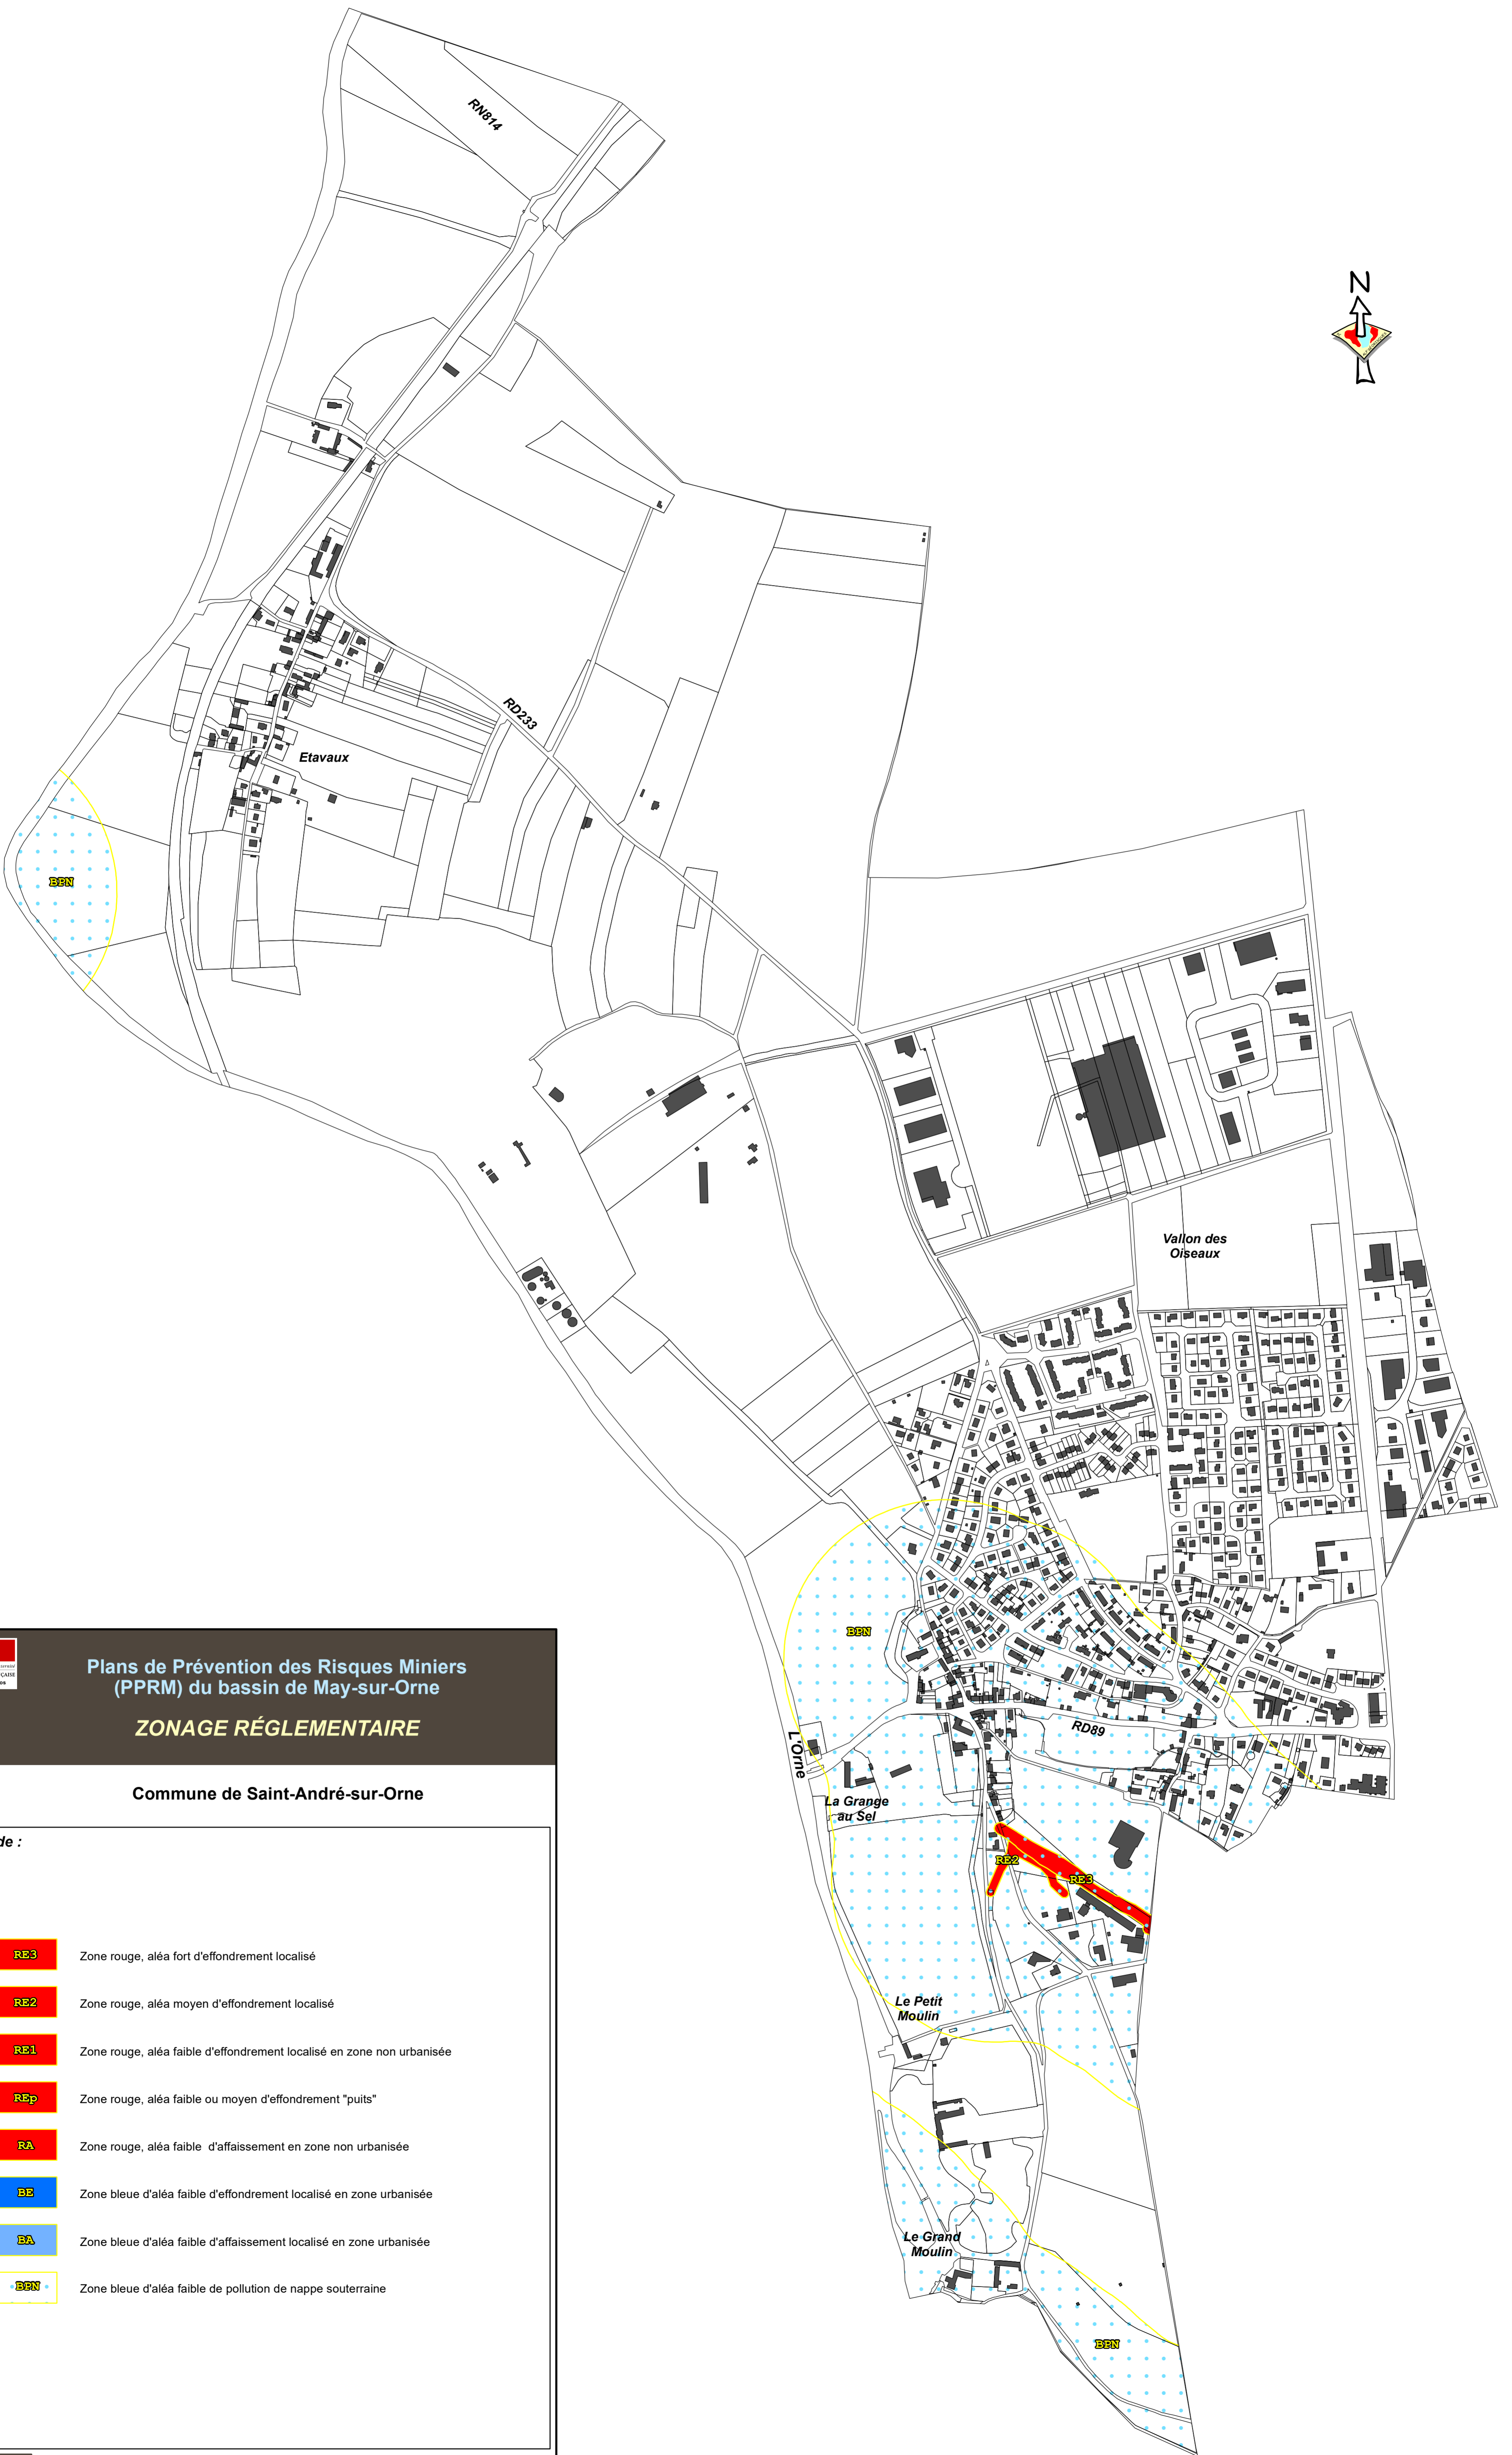 RN814
N
RD233
Etavaux
BPN
Vallon des
Oiseaux
BPN
RD89
L'Orne
La Grange
au Sel
RE2
RE3
Le Petit
Moulin
Le Grand
Moulin
BPN
Plans de Prévention des Risques Miniers
(PPRM) du bassin de May-sur-Orne
ZONAGE RÉGLEMENTAIRE
Commune de Saint-André-sur-Orne
de :
RE3 Zone rouge, aléa fort d'effondrement localisé
RE2 Zone rouge, aléa moyen d'effondrement localisé
RE1 Zone rouge, aléa faible d'effondrement localisé en zone non urbanisée
REp Zone rouge, aléa faible ou moyen d'effondrement "puits"
RA Zone rouge, aléa faible d'affaissement en zone non urbanisée
BE Zone bleue d'aléa faible d'effondrement localisé en zone urbanisée
BA Zone bleue d'aléa faible d'affaissement localisé en zone urbanisée
BPN Zone bleue d'aléa faible de pollution de nappe souterraine